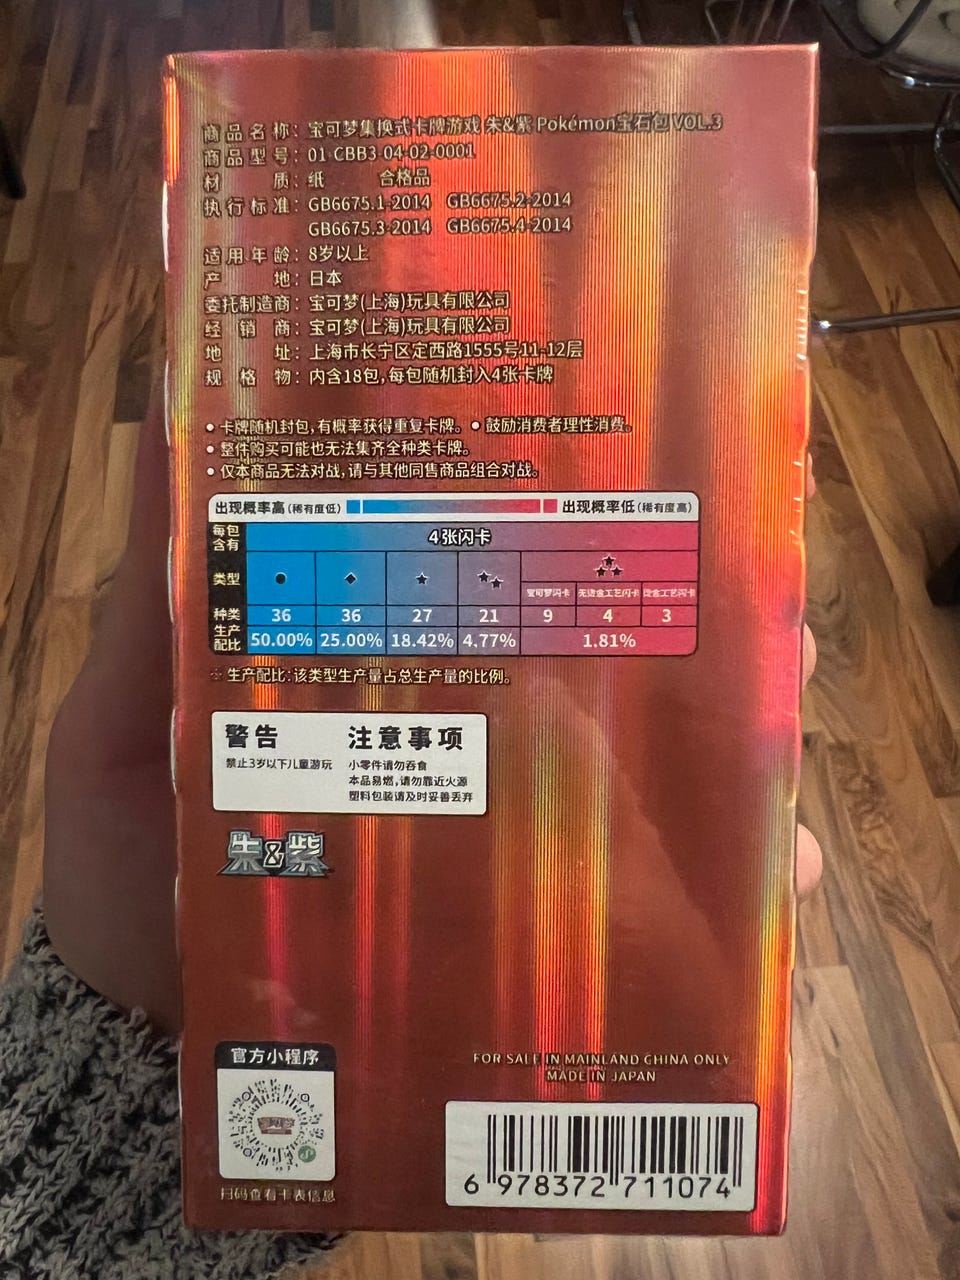 商品名称：宝可梦集换式卡牌游戏 朱&紫 Pokémon宝石包 VOL.3
商品型号：01-CBB3-04-02-0001
材质：纸 合格品
执行标准：GB6675.1-2014 GB6675.2-2014
GB6675.3-2014 GB6675.4-2014
适用年龄：8岁以上
产地：日本
委托制造商：宝可梦(上海)玩具有限公司
经销商：宝可梦(上海)玩具有限公司
地址：上海市长宁区定西路1555号11-12层
规格物：内含18包,每包随机封入4张卡牌
• 卡牌随机封包,有概率获得重复卡牌。 • 鼓励消费者理性消费。
• 整件购买可能也无法集齐全种类卡牌。
• 仅本商品无法对战,请与其他同售商品组合对战。
出现概率高(稀有度低) 出现概率低(稀有度高)
每包含有 4张闪卡
类型 ● ◆ ★ ★★ ★★★
宝可梦闪卡 无烫金工艺闪卡 烫金工艺闪卡
种类 36 36 27 21 9 4 3
生产配比 50.00% 25.00% 18.42% 4.77% 1.81%
※ 生产配比:该类型生产量占总生产量的比例。
警告 注意事项
禁止3岁以下儿童游玩 小零件请勿吞食
本品易燃,请勿靠近火源
塑料包装请及时妥善丢弃
朱&紫
官方小程序
扫码查看卡表信息
FOR SALE IN MAINLAND CHINA ONLY
MADE IN JAPAN
6 978372 711074